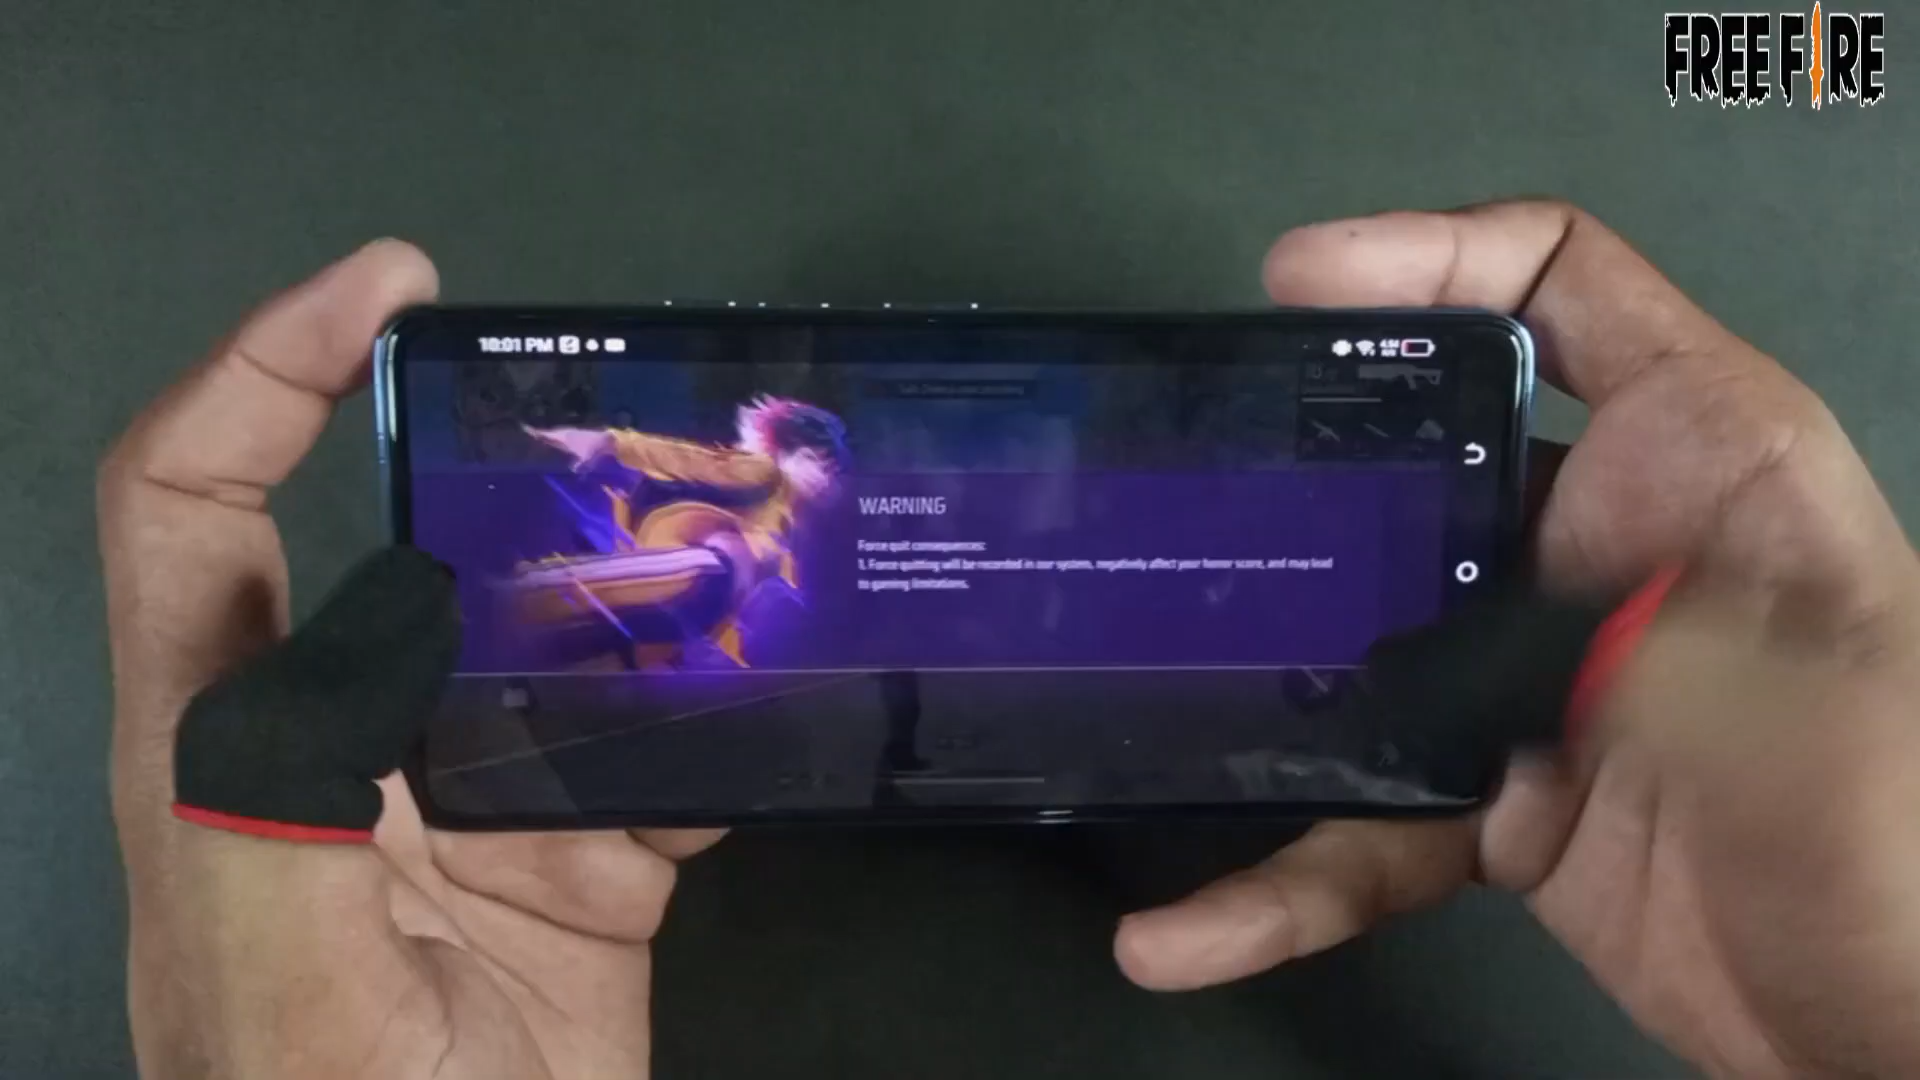 FREE FIRE
10:01 PM
WARNING
Force quit consequences:
1. Force quitting will be recorded in our system, negatively affect your honor score, and may lead
to gaming limitations.